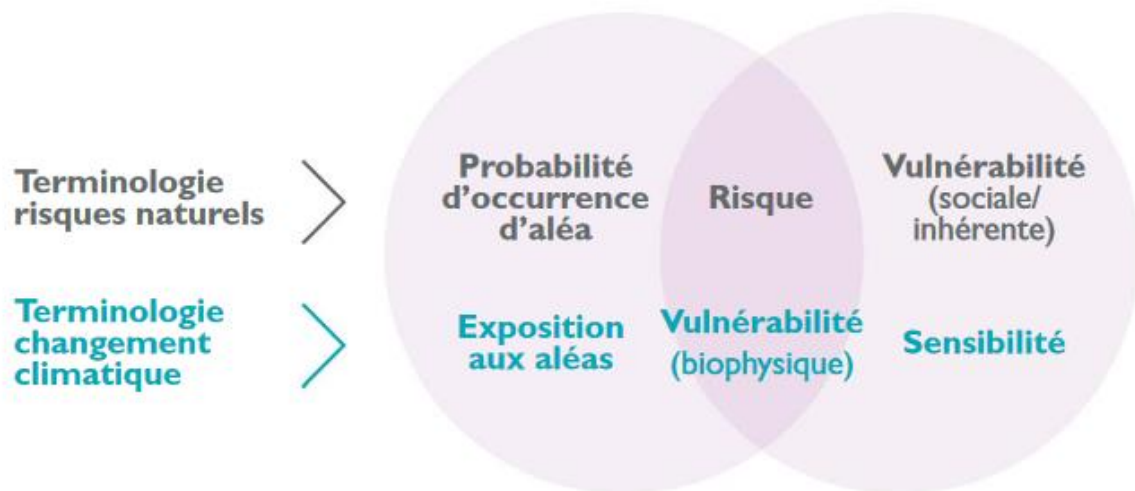 Terminologie
risques naturels
Probabilité
d'occurrence
d'aléa
Risque
Vulnérabilité
(sociale/
inhérente)
Terminologie
changement
climatique
Exposition
aux aléas
Vulnérabilité
(biophysique)
Sensibilité